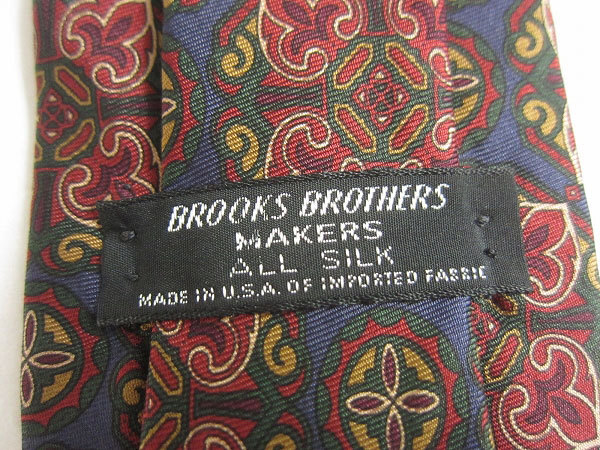 BROOKS BROTHERS
MAKERS
ALL SILK
MADE IN U.S.A. OF IMPORTED FABRIC